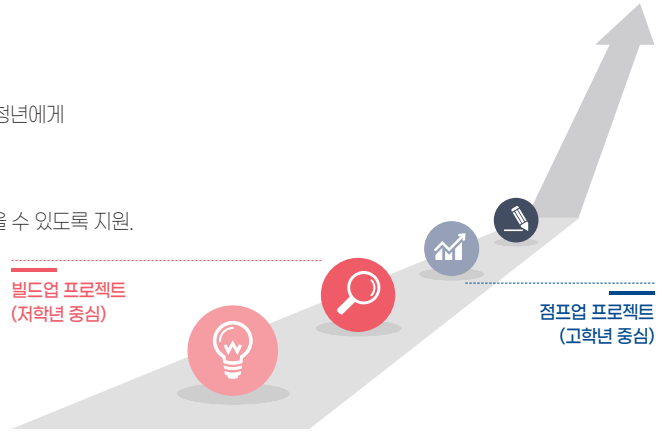 청년에게
수 있도록 지원.
빌드업 프로젝트
(저학년 중심)
점프업 프로젝트
(고학년 중심)